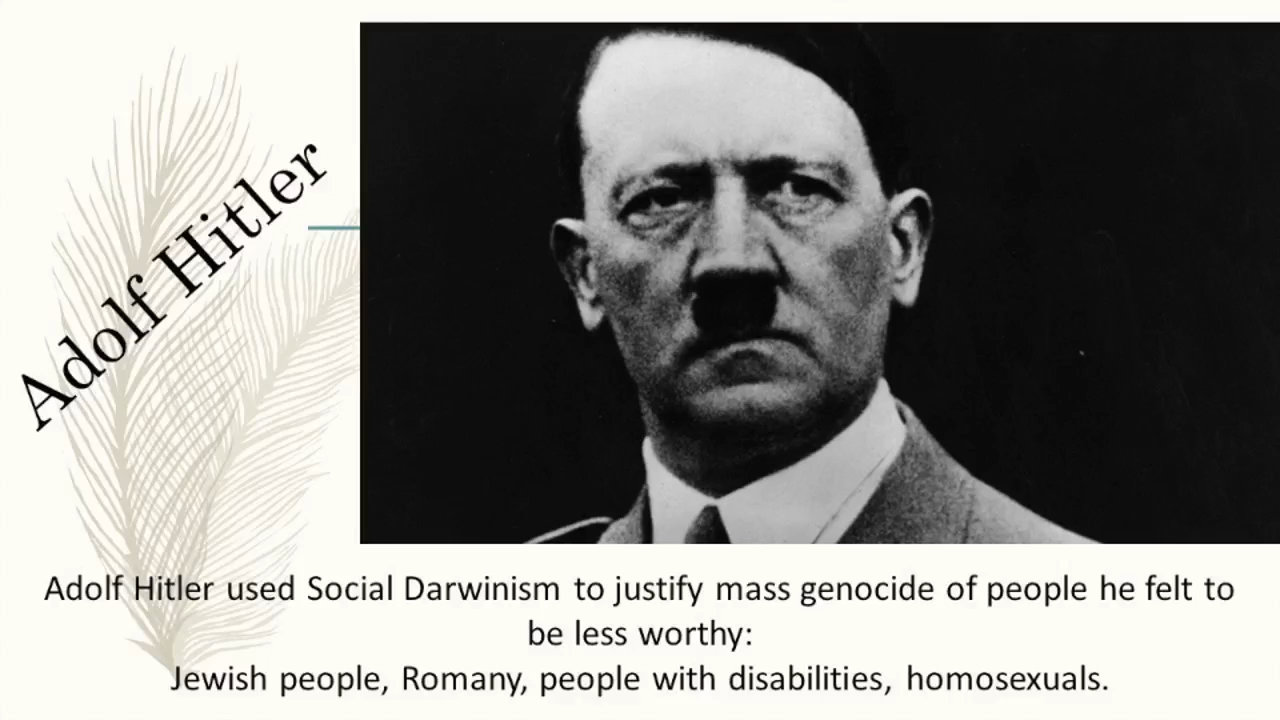 Adolf Hitler
Adolf Hitler used Social Darwinism to justify mass genocide of people he felt to
be less worthy:
Jewish people, Romany, people with disabilities, homosexuals.